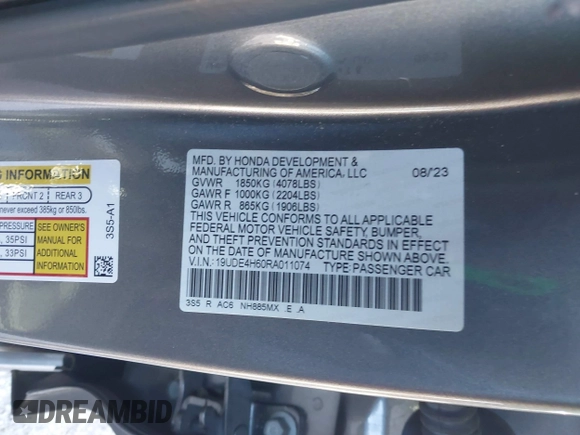 S INFORMATION
PRCNT 2 REAR 3
never exceed 385kg or 850lbs.
PRESSURE
, 35PSI
, 33PSI
SEE OWNER'S
MANUAL FOR
ADDITIONAL
INFORMATION
3S5-A1
MFD. BY HONDA DEVELOPMENT &
MANUFACTURING OF AMERICA, LLC 08/23
GVWR 1850KG (4078LBS)
GAWR F 1000KG (2204LBS)
GAWR R 865KG (1906LBS)
THIS VEHICLE CONFORMS TO ALL APPLICABLE
FEDERAL MOTOR VEHICLE SAFETY, BUMPER,
AND THEFT PREVENTION STANDARDS IN EFFECT
ON THE DATE OF MANUFACTURE SHOWN ABOVE.
V.I.N.: 19UDE4H60RA011074 TYPE PASSENGER CAR
3S5 R AC6 NH885MX .E .A
DREAMBID